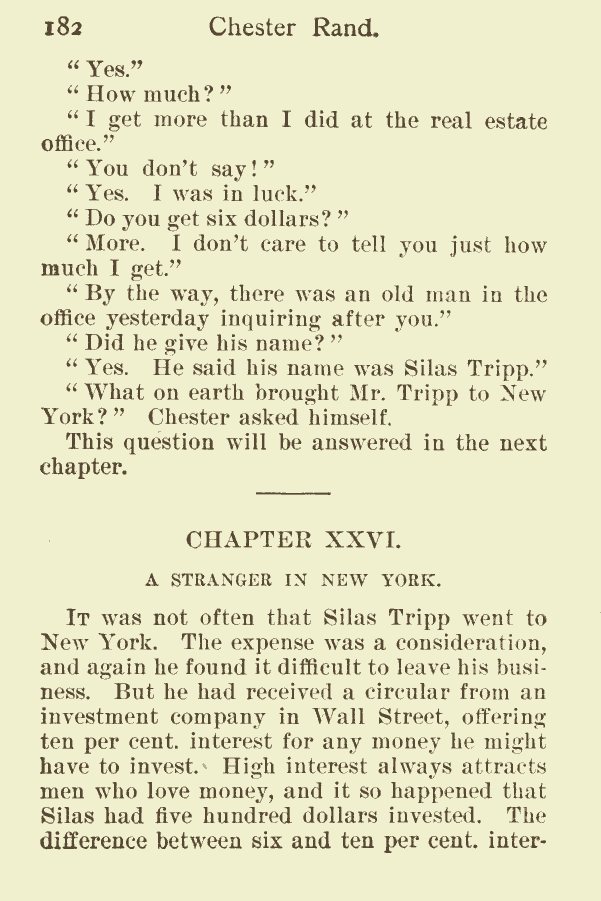 182 Chester Rand.
“Yes.”
“How much?”
“I get more than I did at the real estate
office.”
“You don’t say!”
“Yes. I was in luck.”
“Do you get six dollars?”
“More. I don’t care to tell you just how
much I get.”
“By the way, there was an old man in the
office yesterday inquiring after you.”
“Did he give his name?”
“Yes. He said his name was Silas Tripp.”
“What on earth brought Mr. Tripp to New
York?” Chester asked himself.
This question will be answered in the next
chapter.
CHAPTER XXVI.
A STRANGER IN NEW YORK.
IT was not often that Silas Tripp went to
New York. The expense was a consideration,
and again he found it difficult to leave his busi-
ness. But he had received a circular from an
investment company in Wall Street, offering
ten per cent. interest for any money he might
have to invest. High interest always attracts
men who love money, and it so happened that
Silas had five hundred dollars invested. The
difference between six and ten per cent. inter-